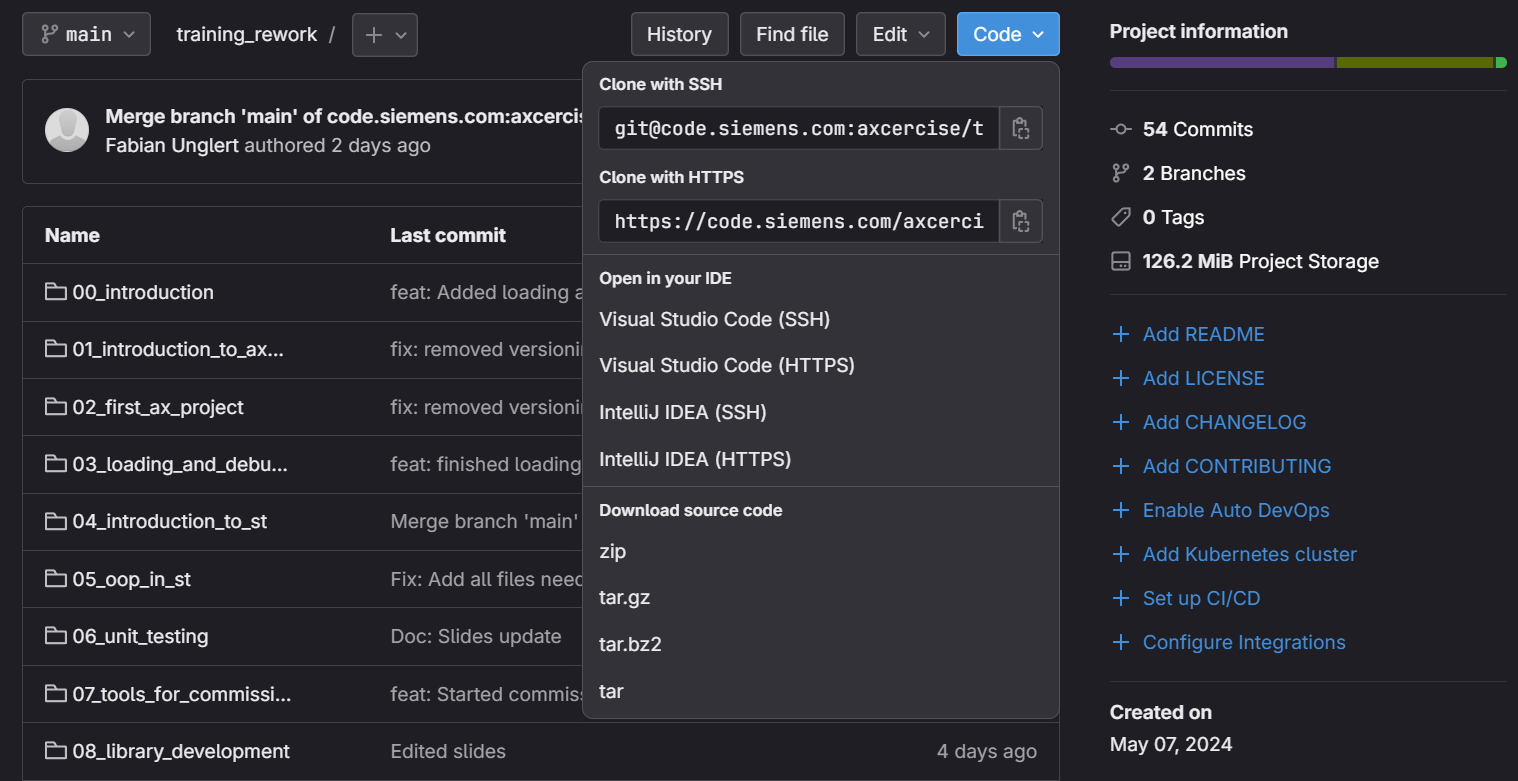 main
training_rework /
History
Find file
Edit
Code
Merge branch 'main' of code.siemens.com:axcercis
Fabian Unglert authored 2 days ago
Clone with SSH
git@code.siemens.com:axcercise/t
Clone with HTTPS
https://code.siemens.com/axcerci
Open in your IDE
Visual Studio Code (SSH)
Visual Studio Code (HTTPS)
IntelliJ IDEA (SSH)
IntelliJ IDEA (HTTPS)
Download source code
zip
tar.gz
tar.bz2
tar
Name Last commit
00_introduction feat: Added loading a
01_introduction_to_ax... fix: removed versioni
02_first_ax_project fix: removed versioni
03_loading_and_debu... feat: finished loading
04_introduction_to_st Merge branch 'main'
05_oop_in_st Fix: Add all files need
06_unit_testing Doc: Slides update
07_tools_for_commissi... feat: Started commis
08_library_development Edited slides 4 days ago
Project information
54 Commits
2 Branches
0 Tags
126.2 MiB Project Storage
Add README
Add LICENSE
Add CHANGELOG
Add CONTRIBUTING
Enable Auto DevOps
Add Kubernetes cluster
Set up CI/CD
Configure Integrations
Created on
May 07, 2024